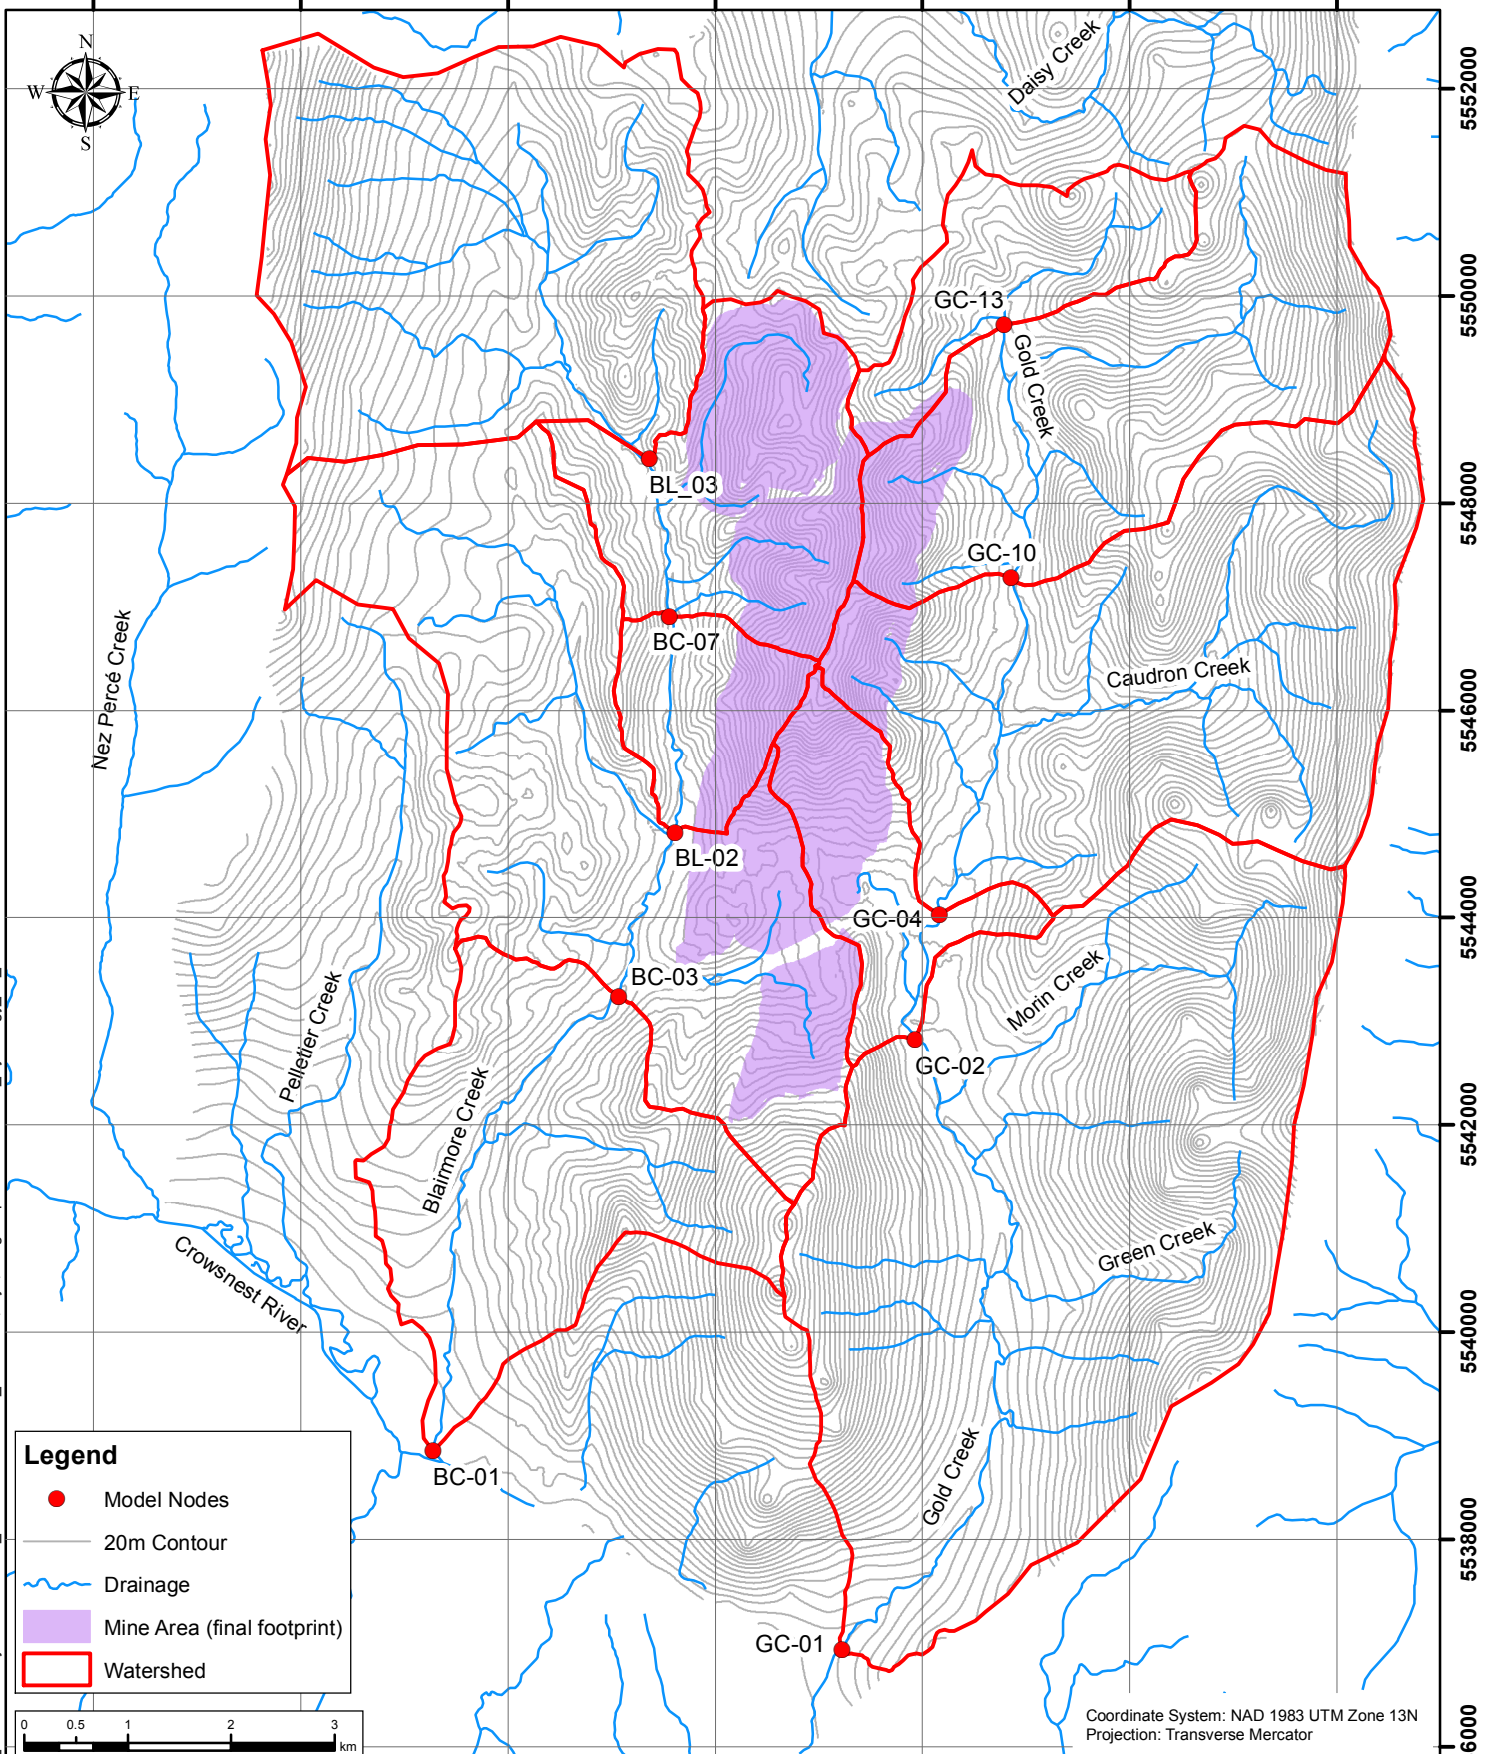 N
W
E
S
Daisy Creek
5552000
5550000
GC-13
Gold Creek
BL_03
5548000
GC-10
BC-07
Nez Percé Creek
Caudron Creek
5546000
BL-02
GC-04
5544000
BC-03
Morin Creek
Pelletier Creek
GC-02
Blairmore Creek
5542000
Green Creek
Crowsnest River
5540000
Gold Creek
BC-01
5538000
GC-01
6000
Legend
Model Nodes
20m Contour
Drainage
Mine Area (final footprint)
Watershed
0 0.5 1 2 3
km
Coordinate System: NAD 1983 UTM Zone 13N
Projection: Transverse Mercator